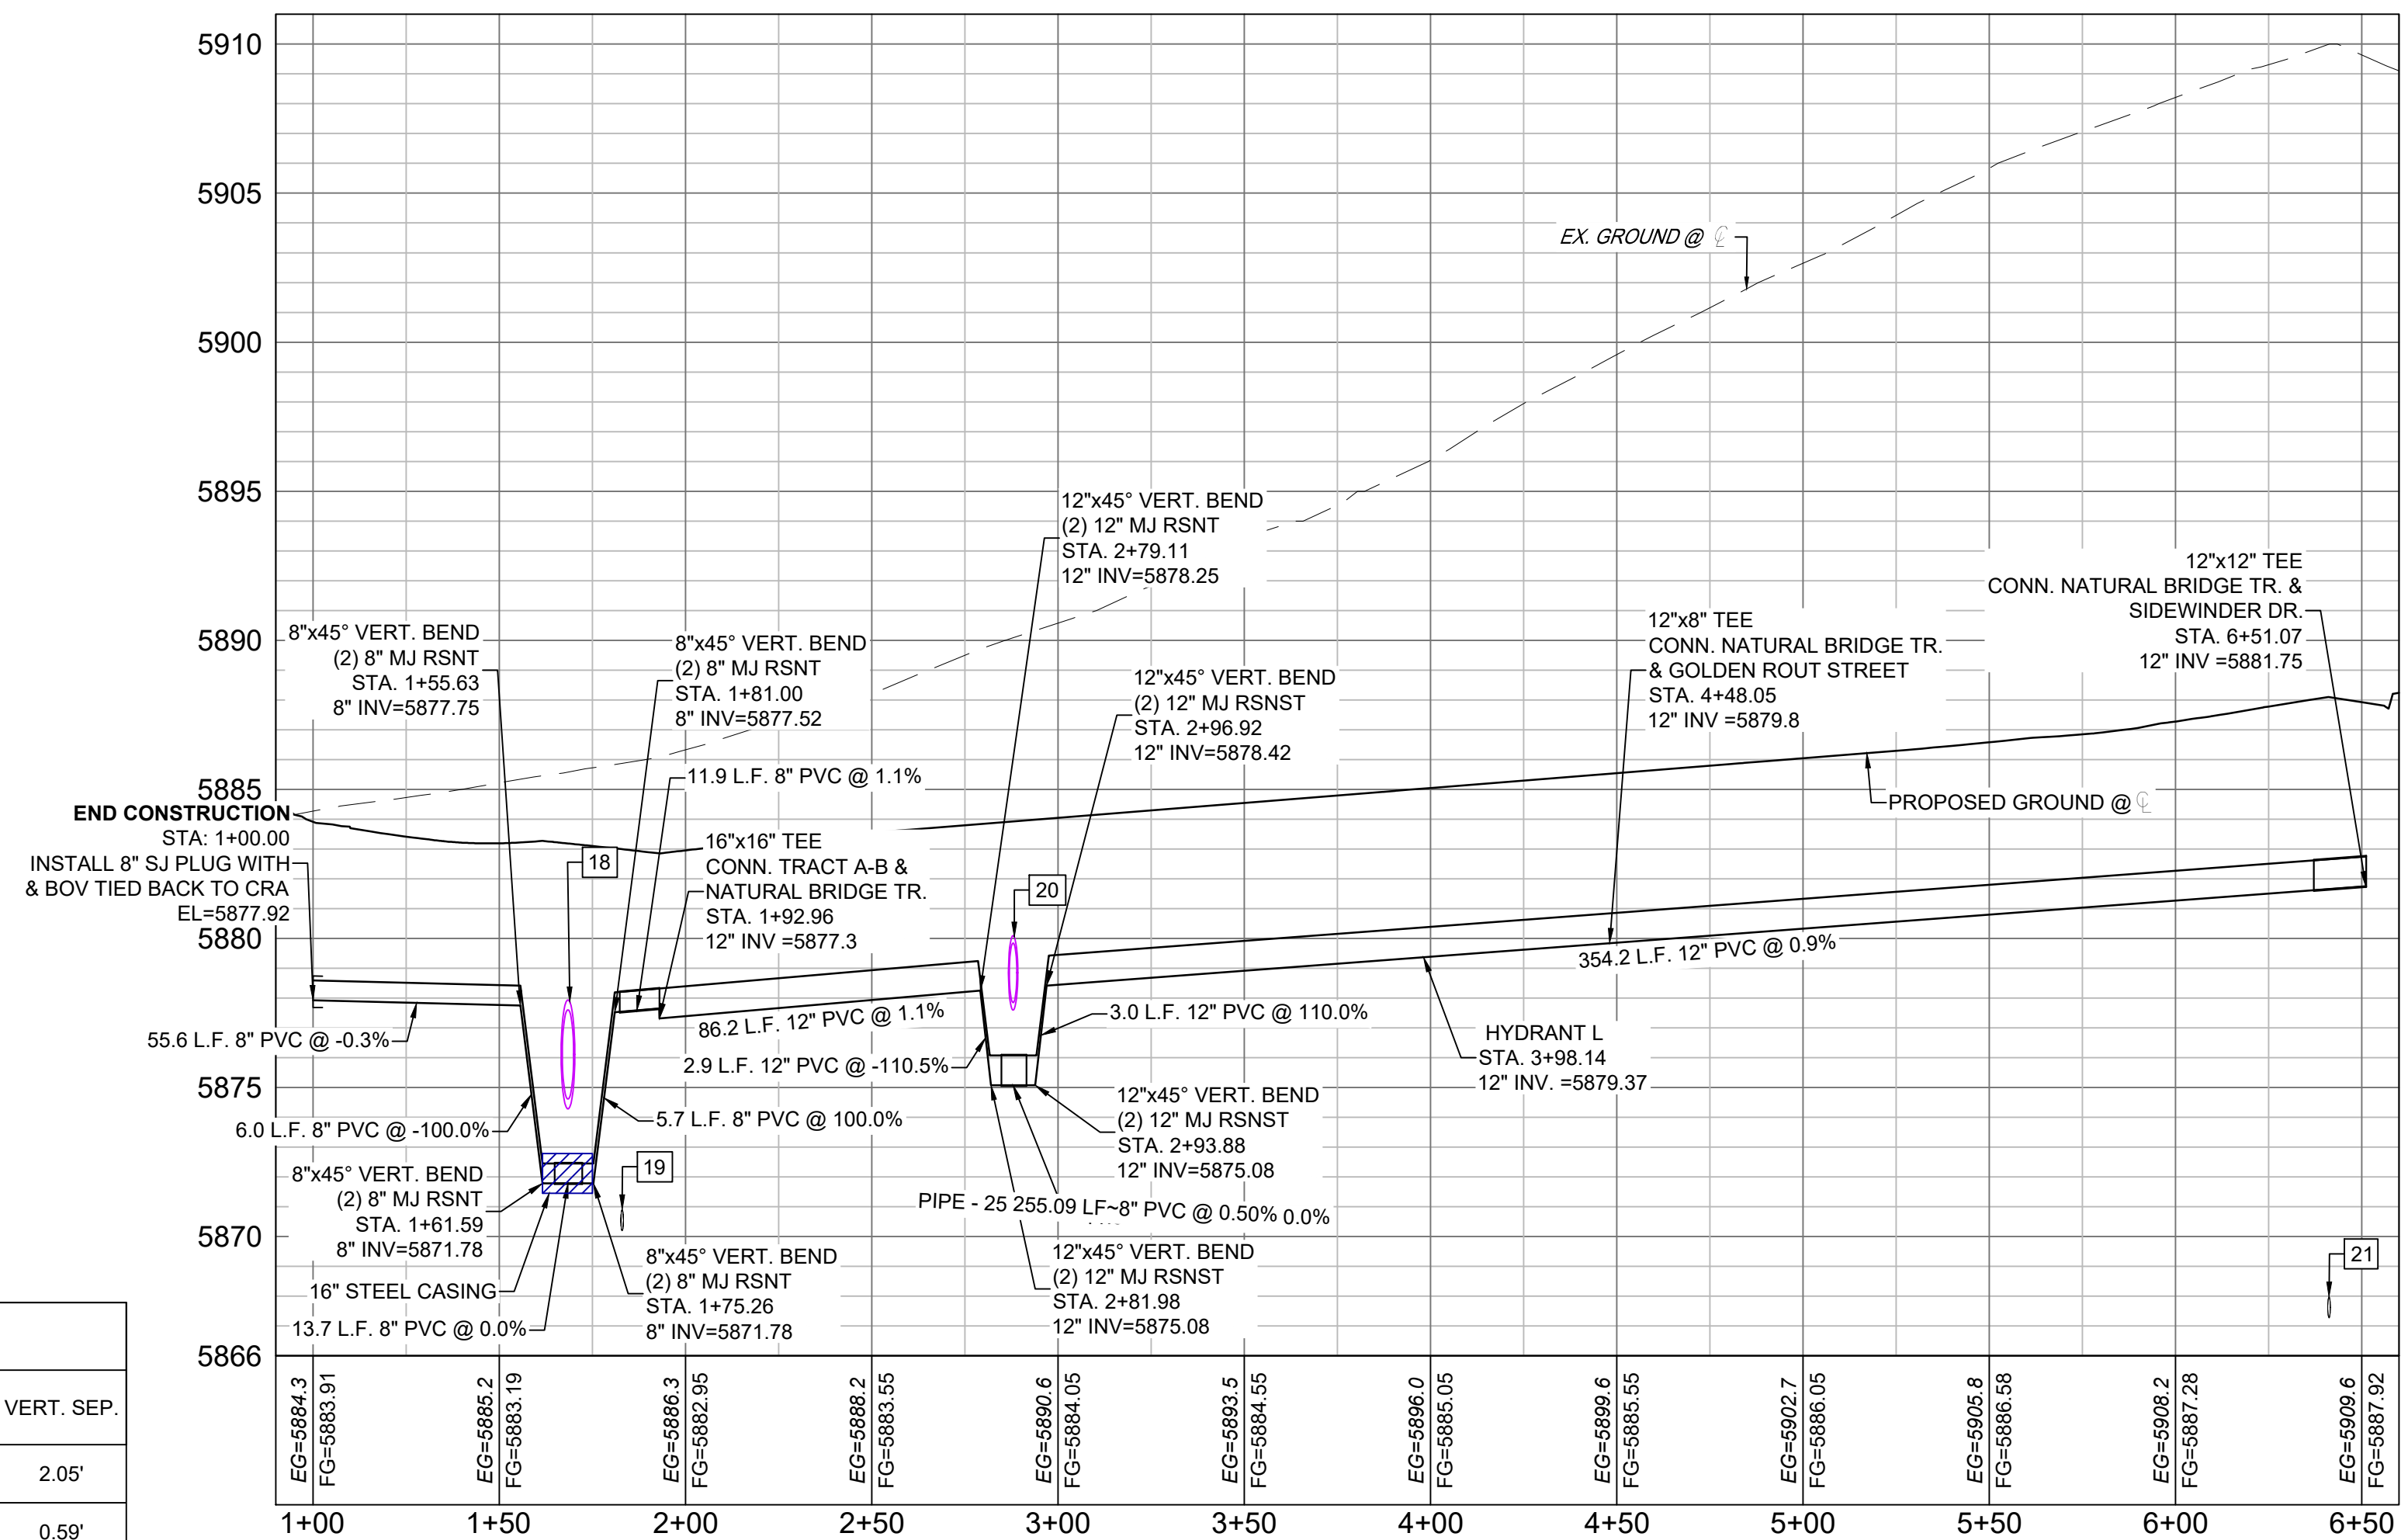 5910
5905
5900
5895
5890
5885
5880
5875
5870
5866
EX. GROUND @ ℄
12"x45° VERT. BEND
(2) 12" MJ RSNT
STA. 2+79.11
12" INV=5878.25
12"x12" TEE
CONN. NATURAL BRIDGE TR. &
SIDEWINDER DR.
STA. 6+51.07
12" INV =5881.75
8"x45° VERT. BEND
(2) 8" MJ RSNT
STA. 1+55.63
8" INV=5877.75
8"x45° VERT. BEND
(2) 8" MJ RSNT
STA. 1+81.00
8" INV=5877.52
12"x45° VERT. BEND
(2) 12" MJ RSNST
STA. 2+96.92
12" INV=5878.42
12"x8" TEE
CONN. NATURAL BRIDGE TR.
& GOLDEN ROUT STREET
STA. 4+48.05
12" INV =5879.8
11.9 L.F. 8" PVC @ 1.1%
PROPOSED GROUND @ ℄
END CONSTRUCTION
STA: 1+00.00
INSTALL 8" SJ PLUG WITH
& BOV TIED BACK TO CRA
EL=5877.92
16"x16" TEE
CONN. TRACT A-B &
NATURAL BRIDGE TR.
STA. 1+92.96
12" INV =5877.3
18
20
354.2 L.F. 12" PVC @ 0.9%
55.6 L.F. 8" PVC @ -0.3%
86.2 L.F. 12" PVC @ 1.1%
3.0 L.F. 12" PVC @ 110.0%
2.9 L.F. 12" PVC @ -110.5%
HYDRANT L
STA. 3+98.14
12" INV. =5879.37
6.0 L.F. 8" PVC @ -100.0%
5.7 L.F. 8" PVC @ 100.0%
12"x45° VERT. BEND
(2) 12" MJ RSNST
STA. 2+93.88
12" INV=5875.08
19
8"x45° VERT. BEND
(2) 8" MJ RSNT
STA. 1+61.59
8" INV=5871.78
PIPE - 25 255.09 LF~8" PVC @ 0.50% 0.0%
16" STEEL CASING
13.7 L.F. 8" PVC @ 0.0%
8"x45° VERT. BEND
(2) 8" MJ RSNT
STA. 1+75.26
8" INV=5871.78
12"x45° VERT. BEND
(2) 12" MJ RSNST
STA. 2+81.98
12" INV=5875.08
21
VERT. SEP.
2.05'
0.59'
EG=5884.3
FG=5883.91
EG=5885.2
FG=5883.19
EG=5886.3
FG=5882.95
EG=5888.2
FG=5883.55
EG=5890.6
FG=5884.05
EG=5893.5
FG=5884.55
EG=5896.0
FG=5885.05
EG=5899.6
FG=5885.55
EG=5902.7
FG=5886.05
EG=5905.8
FG=5886.58
EG=5908.2
FG=5887.28
EG=5909.6
FG=5887.92
1+00
1+50
2+00
2+50
3+00
3+50
4+00
4+50
5+00
5+50
6+00
6+50